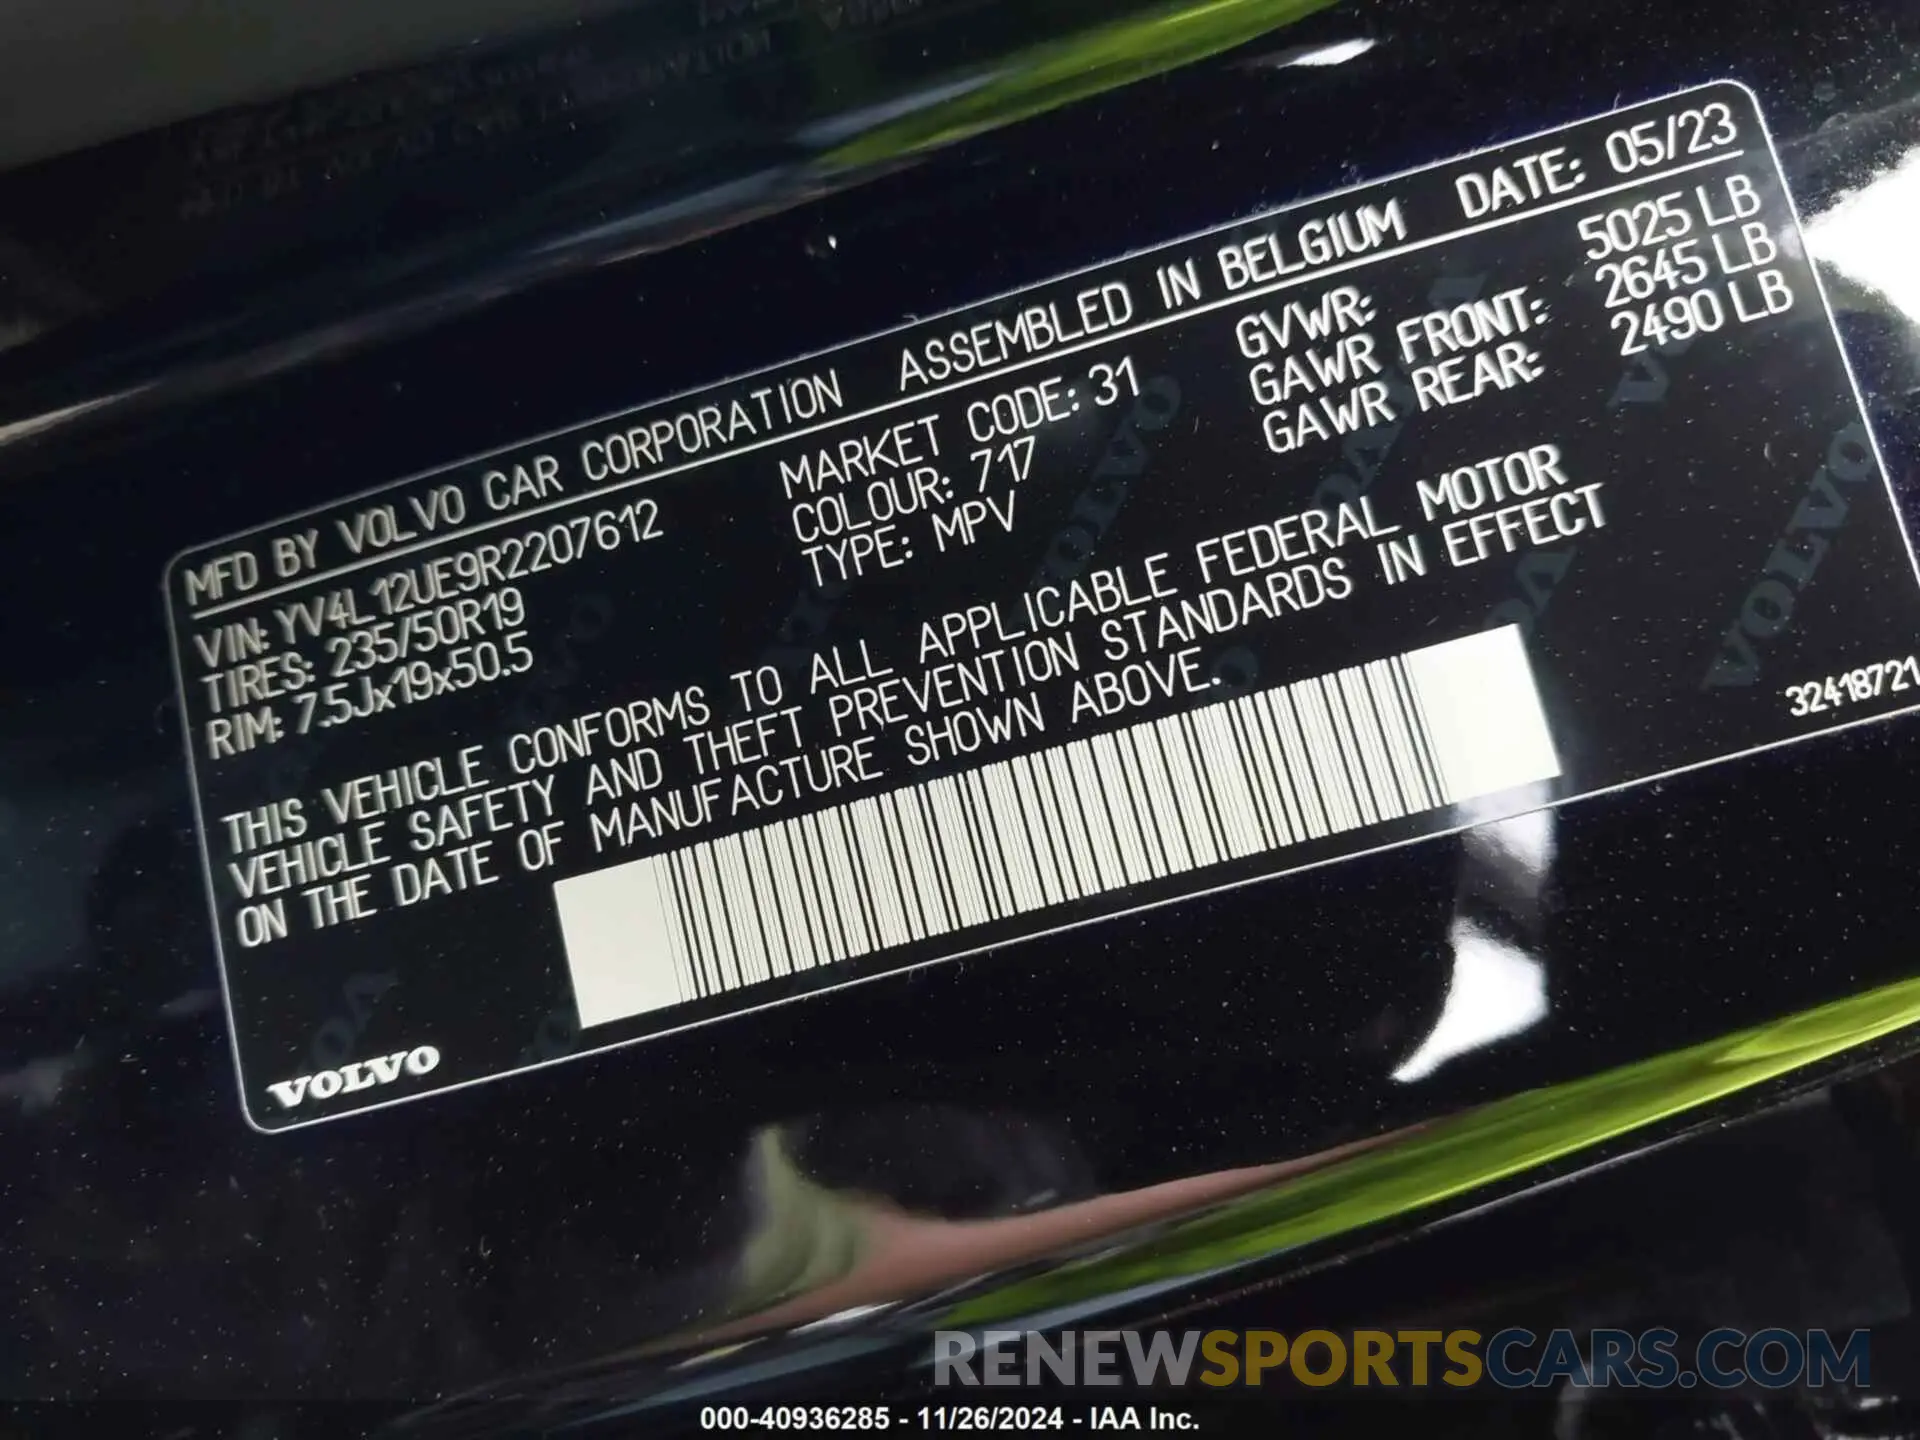 MFD BY VOLVO CAR CORPORATION ASSEMBLED IN BELGIUM DATE: 05/23
VIN: YV4L12UE9R2207612 MARKET CODE: 31 GVWR: 5025 LB
TIRES: 235/50R19 COLOUR: 717 GAWR FRONT: 2645 LB
RIM: 7.5Jx19x50.5 TYPE: MPV GAWR REAR: 2490 LB
THIS VEHICLE CONFORMS TO ALL APPLICABLE FEDERAL MOTOR
VEHICLE SAFETY AND THEFT PREVENTION STANDARDS IN EFFECT
ON THE DATE OF MANUFACTURE SHOWN ABOVE.
32418721
VOLVO
RENEWSPORTSCARS.COM
000-40936285 - 11/26/2024 - IAA Inc.